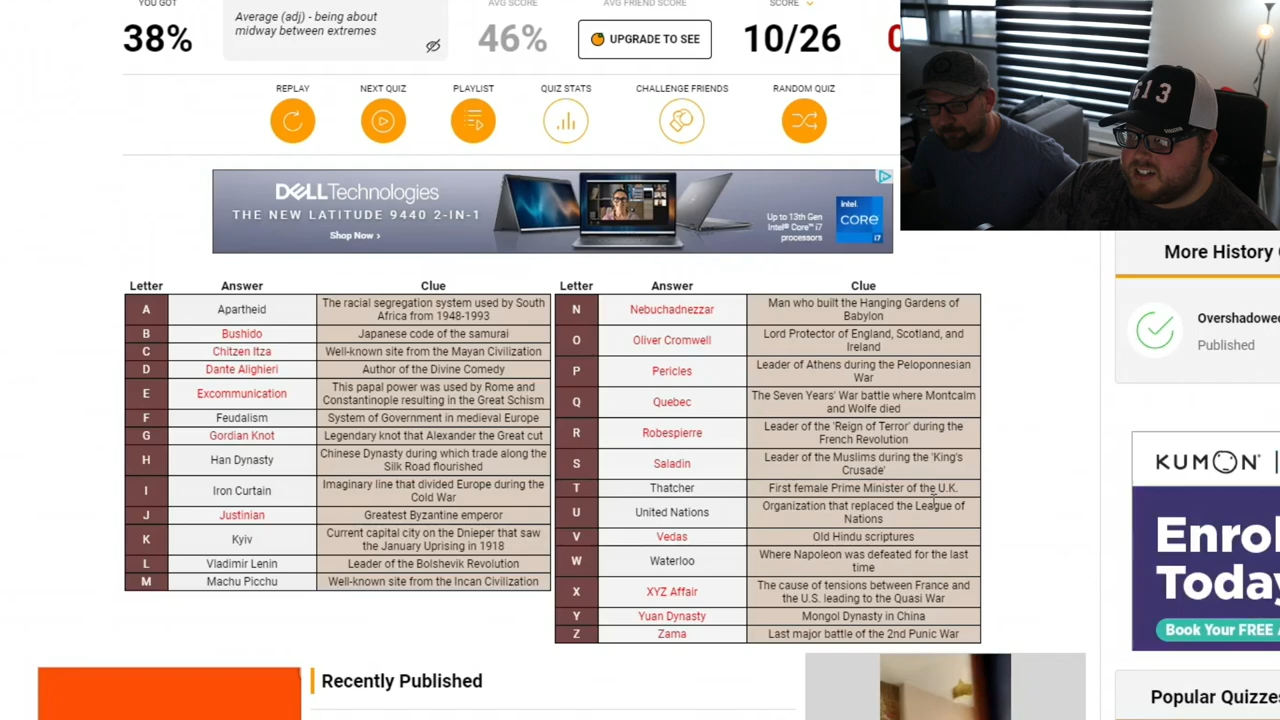 YOU GOT
38%
Average (adj) - being about
midway between extremes
AVG SCORE
46%
AVG FRIEND SCORE
UPGRADE TO SEE
SCORE
10/26
613
REPLAY
NEXT QUIZ
PLAYLIST
QUIZ STATS
CHALLENGE FRIENDS
RANDOM QUIZ
DELL Technologies
THE NEW LATITUDE 9440 2-IN-1
Shop Now ›
Up to 13th Gen
Intel® Core™ i7
processors
intel.
CORE
i7
More History
Overshadowed
Published
Letter Answer Clue
A Apartheid The racial segregation system used by South
Africa from 1948-1993
B Bushido Japanese code of the samurai
C Chitzen Itza Well-known site from the Mayan Civilization
D Dante Alighieri Author of the Divine Comedy
E Excommunication This papal power was used by Rome and
Constantinople resulting in the Great Schism
F Feudalism System of Government in medieval Europe
G Gordian Knot Legendary knot that Alexander the Great cut
H Han Dynasty Chinese Dynasty during which trade along the
Silk Road flourished
I Iron Curtain Imaginary line that divided Europe during the
Cold War
J Justinian Greatest Byzantine emperor
K Kyiv Current capital city on the Dnieper that saw
the January Uprising in 1918
L Vladimir Lenin Leader of the Bolshevik Revolution
M Machu Picchu Well-known site from the Incan Civilization
Letter Answer Clue
N Nebuchadnezzar Man who built the Hanging Gardens of
Babylon
O Oliver Cromwell Lord Protector of England, Scotland, and
Ireland
P Pericles Leader of Athens during the Peloponnesian
War
Q Quebec The Seven Years' War battle where Montcalm
and Wolfe died
R Robespierre Leader of the 'Reign of Terror' during the
French Revolution
S Saladin Leader of the Muslims during the 'King's
Crusade'
T Thatcher First female Prime Minister of the U.K.
U United Nations Organization that replaced the League of
Nations
V Vedas Old Hindu scriptures
W Waterloo Where Napoleon was defeated for the last
time
X XYZ Affair The cause of tensions between France and
the U.S. leading to the Quasi War
Y Yuan Dynasty Mongol Dynasty in China
Z Zama Last major battle of the 2nd Punic War
KUMON
Enrol
Today
Book Your FREE
Recently Published
Popular Quizzes